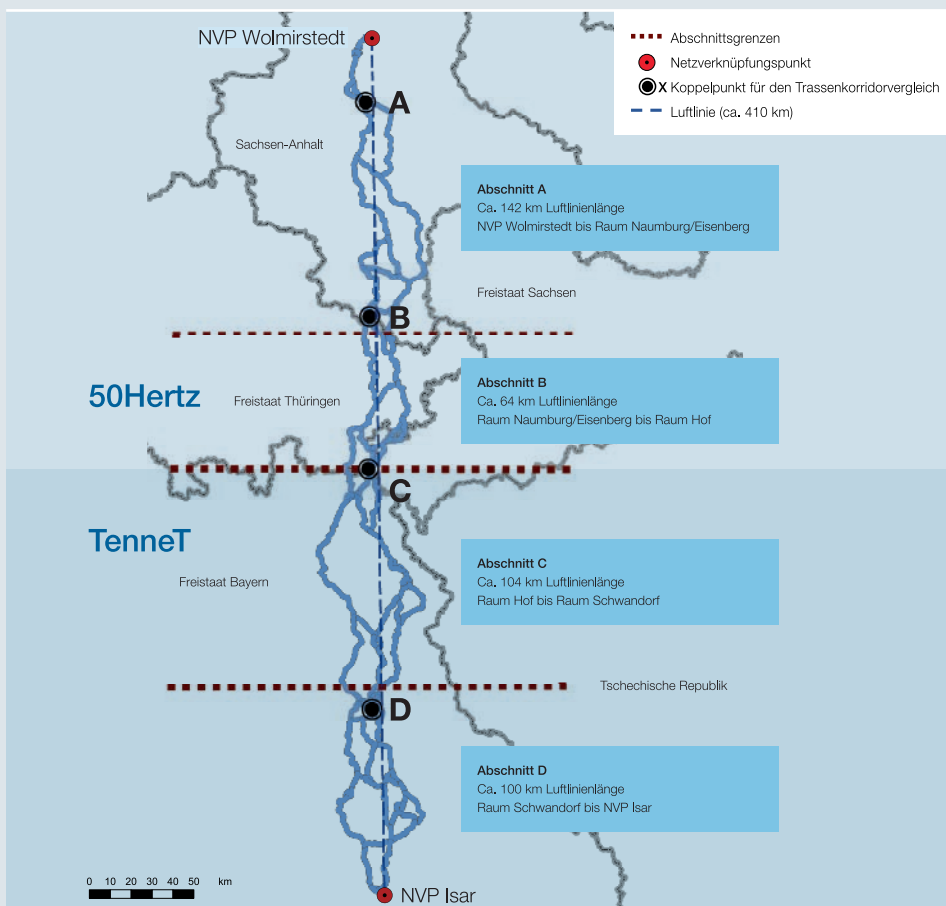 NVP Wolmirstedt
Abschnittsgrenzen
Netzverknüpfungspunkt
X Koppelpunkt für den Trassenkorridorvergleich
Luftlinie (ca. 410 km)
A
Sachsen-Anhalt
Abschnitt A
Ca. 142 km Luftlinienlänge
NVP Wolmirstedt bis Raum Naumburg/Eisenberg
Freistaat Sachsen
B
50Hertz
Freistaat Thüringen
Abschnitt B
Ca. 64 km Luftlinienlänge
Raum Naumburg/Eisenberg bis Raum Hof
C
TenneT
Freistaat Bayern
Abschnitt C
Ca. 104 km Luftlinienlänge
Raum Hof bis Raum Schwandorf
Tschechische Republik
D
Abschnitt D
Ca. 100 km Luftlinienlänge
Raum Schwandorf bis NVP Isar
0 10 20 30 40 50 km
NVP Isar